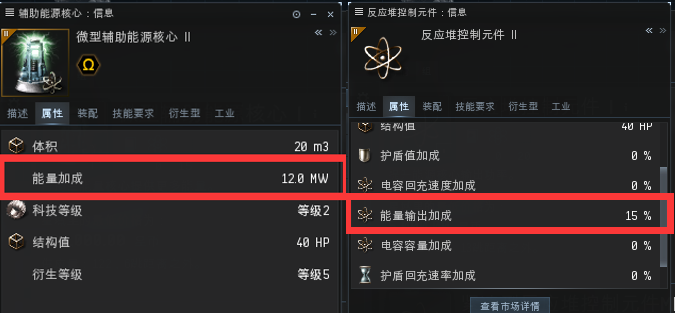 辅助能源核心：信息
II
微型辅助能源核心 II
Ω
描述 属性 装配 技能要求 衍生型 工业
体积 20 m3
能量加成 12.0 MW
科技等级 等级2
结构值 40 HP
衍生等级 等级5
反应堆控制元件：信息
II
反应堆控制元件 II
描述 属性 装配 技能要求 衍生型 工业
结构值 40 HP
护盾值加成 0 %
电容回充速度加成 0 %
能量输出加成 15 %
电容容量加成 0 %
护盾回充速率加成 0 %
查看市场详情